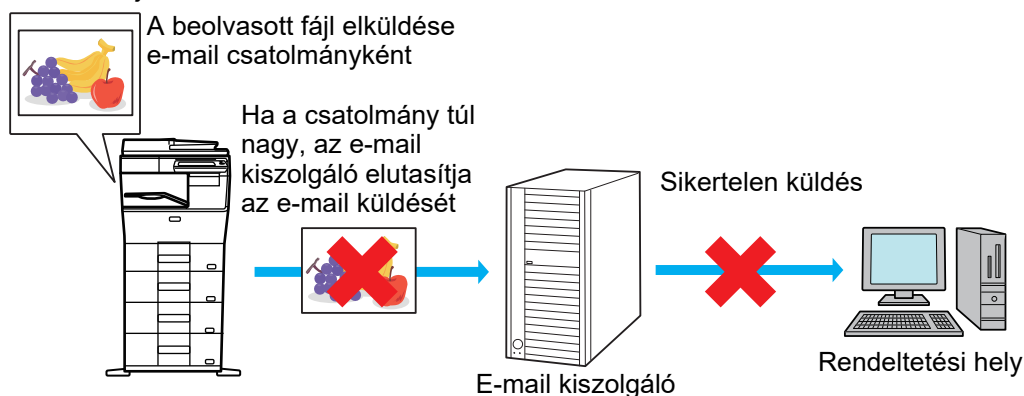 A beolvasott fájl elküldése
e-mail csatolmányként
Ha a csatolmány túl
nagy, az e-mail
kiszolgáló elutasítja
az e-mail küldését
Sikertelen küldés
E-mail kiszolgáló
Rendeltetési hely